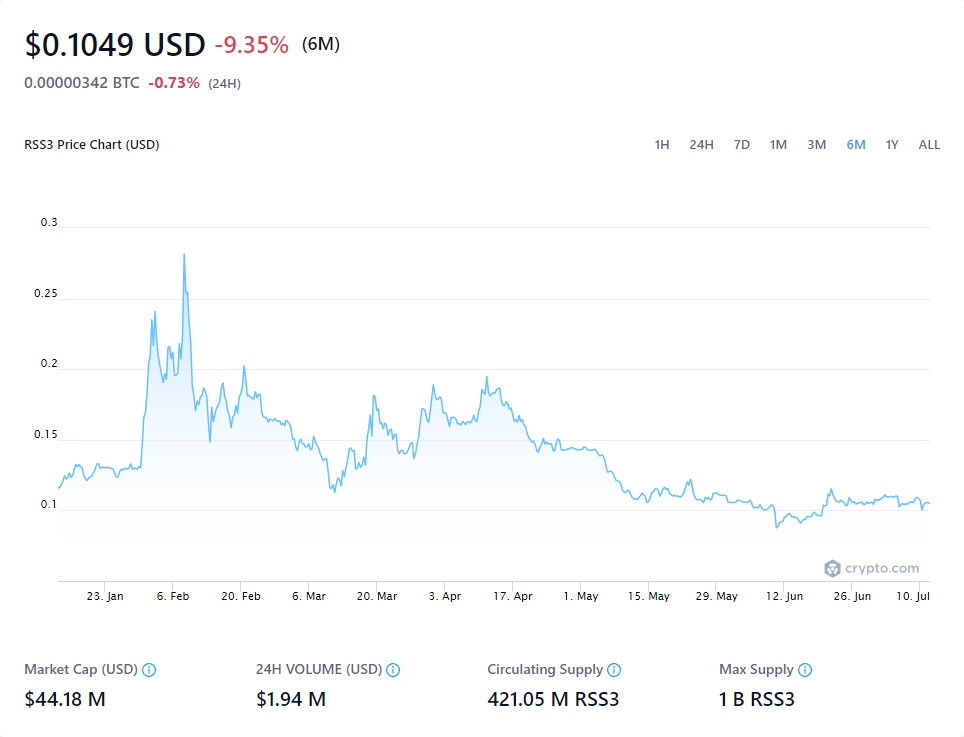 $0.1049 USD -9.35% (6M)
0.00000342 BTC -0.73% (24H)
RSS3 Price Chart (USD) 1H 24H 7D 1M 3M 6M 1Y ALL
0.3
0.25
0.2
0.15
0.1
crypto.com
23. Jan 6. Feb 20. Feb 6. Mar 20. Mar 3. Apr 17. Apr 1. May 15. May 29. May 12. Jun 26. Jun 10. Jul
Market Cap (USD) 24H VOLUME (USD) Circulating Supply Max Supply
$44.18 M $1.94 M 421.05 M RSS3 1 B RSS3